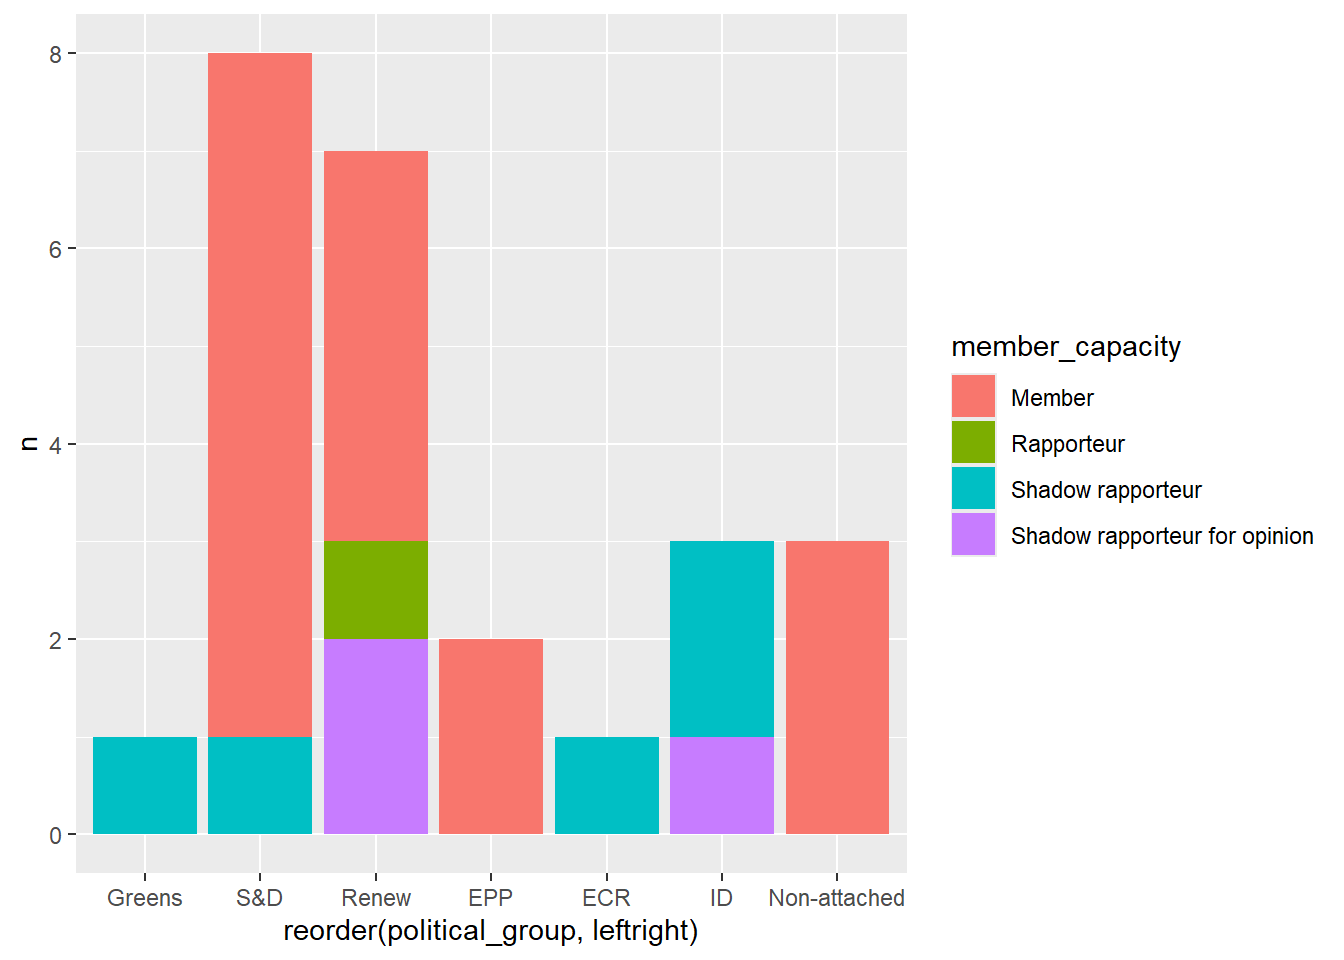 8
6
4
2
0
n
Greens S&D Renew EPP ECR ID Non-attached
reorder(political_group, leftright)
member_capacity
Member
Rapporteur
Shadow rapporteur
Shadow rapporteur for opinion